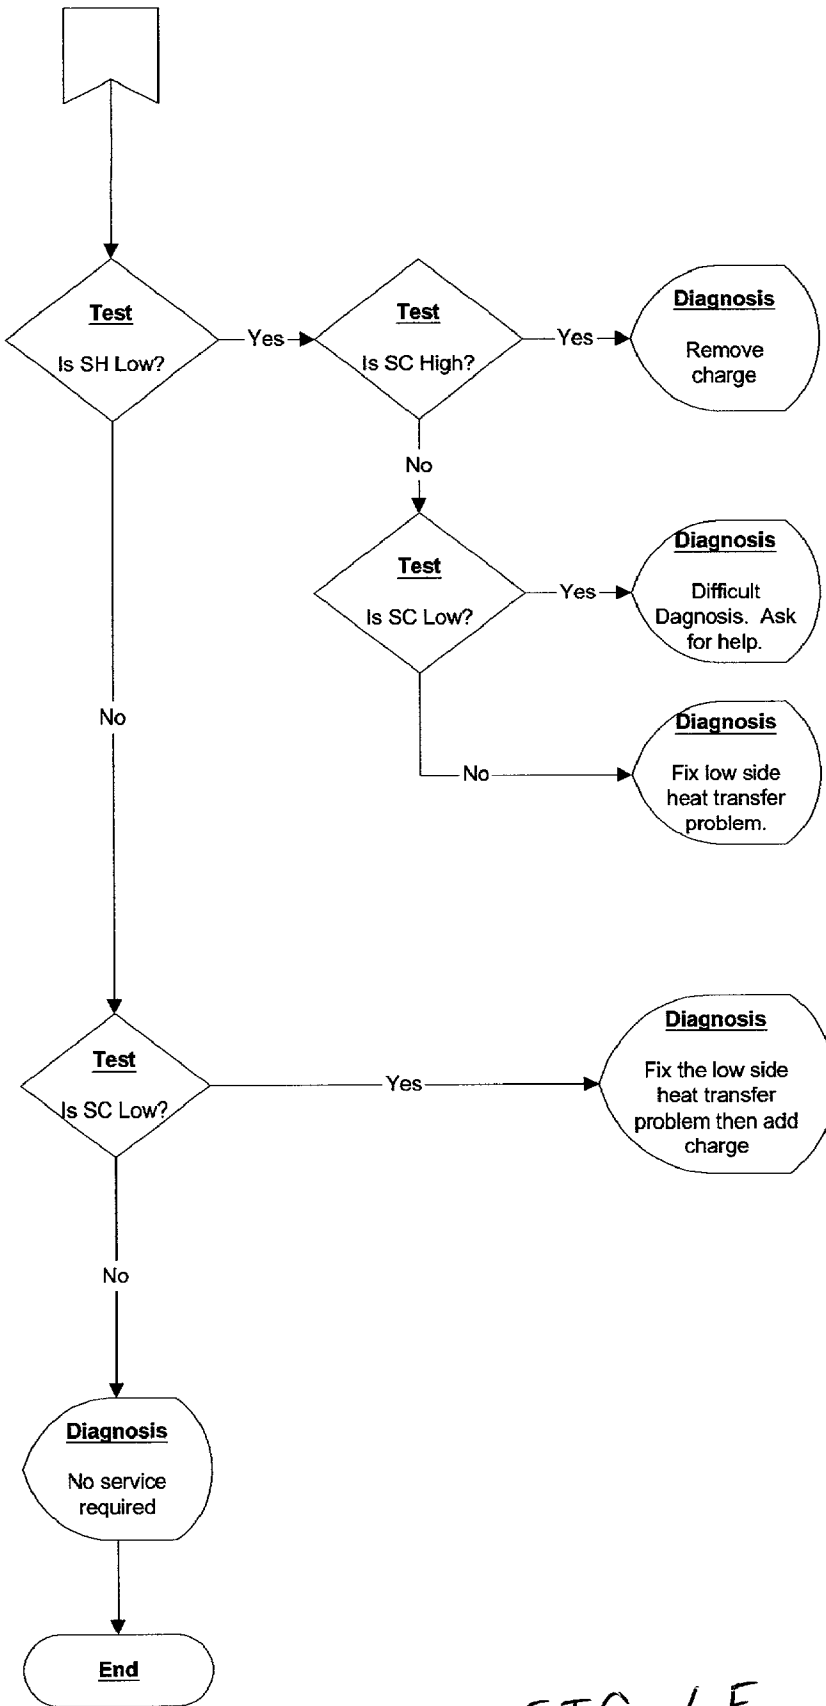 Test
Is SH Low?
Yes
Test
Is SC High?
Yes
Diagnosis
Remove
charge
No
Test
Is SC Low?
Yes
Diagnosis
Difficult
Dagnosis. Ask
for help.
No
Diagnosis
Fix low side
heat transfer
problem.
No
Test
Is SC Low?
Yes
Diagnosis
Fix the low side
heat transfer
problem then add
charge
No
Diagnosis
No service
required
End